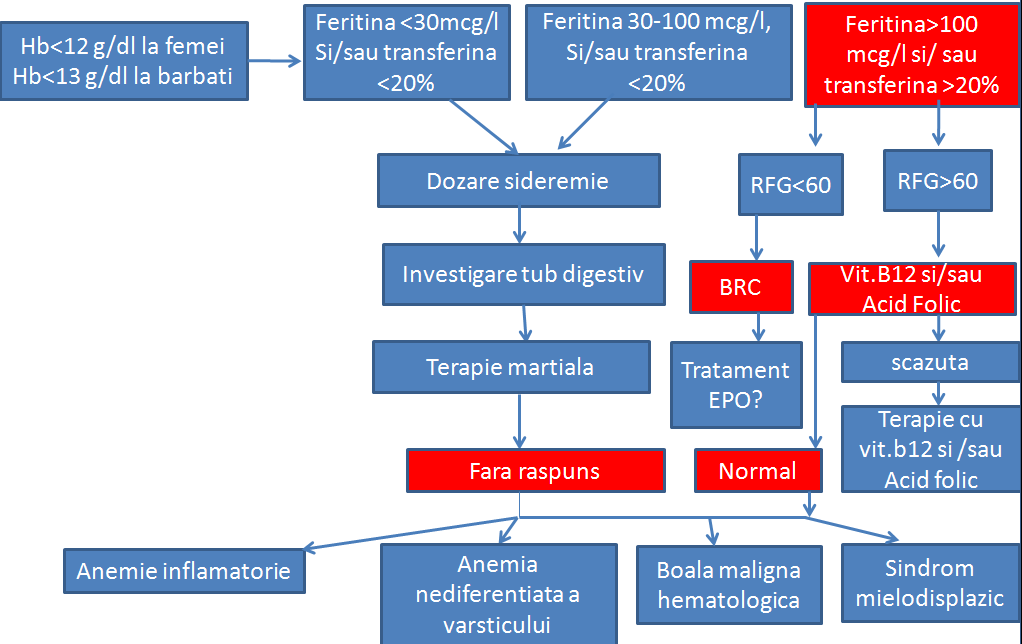 Hb<12 g/dl la femei
Hb<13 g/dl la barbati
Feritina <30mcg/l
Si/sau transferina
<20%
Feritina 30-100 mcg/l,
Si/sau transferina
<20%
Feritina>100
mcg/l si/ sau
transferina >20%
Dozare sideremie
RFG<60
RFG>60
Investigare tub digestiv
BRC
Vit.B12 si/sau
Acid Folic
Terapie martiala
Tratament
EPO?
scazuta
Terapie cu
vit.b12 si /sau
Acid folic
Fara raspuns
Normal
Anemie inflamatorie
Anemia
nediferentiata a
varsticului
Boala maligna
hematologica
Sindrom
mielodisplazic